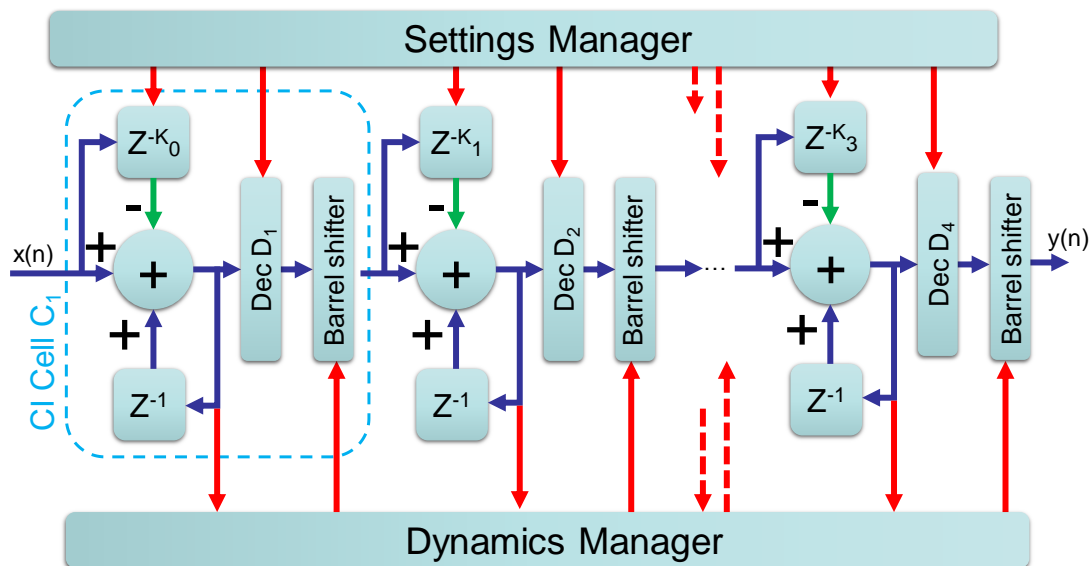 Settings Manager
CI Cell C1
x(n)
Z-K0
-
+
+
+
Z-1
Dec D1
Barrel shifter
Z-K1
-
+
+
+
Z-1
Dec D2
Barrel shifter
...
Z-K3
-
+
+
+
Z-1
Dec D4
Barrel shifter
y(n)
Dynamics Manager